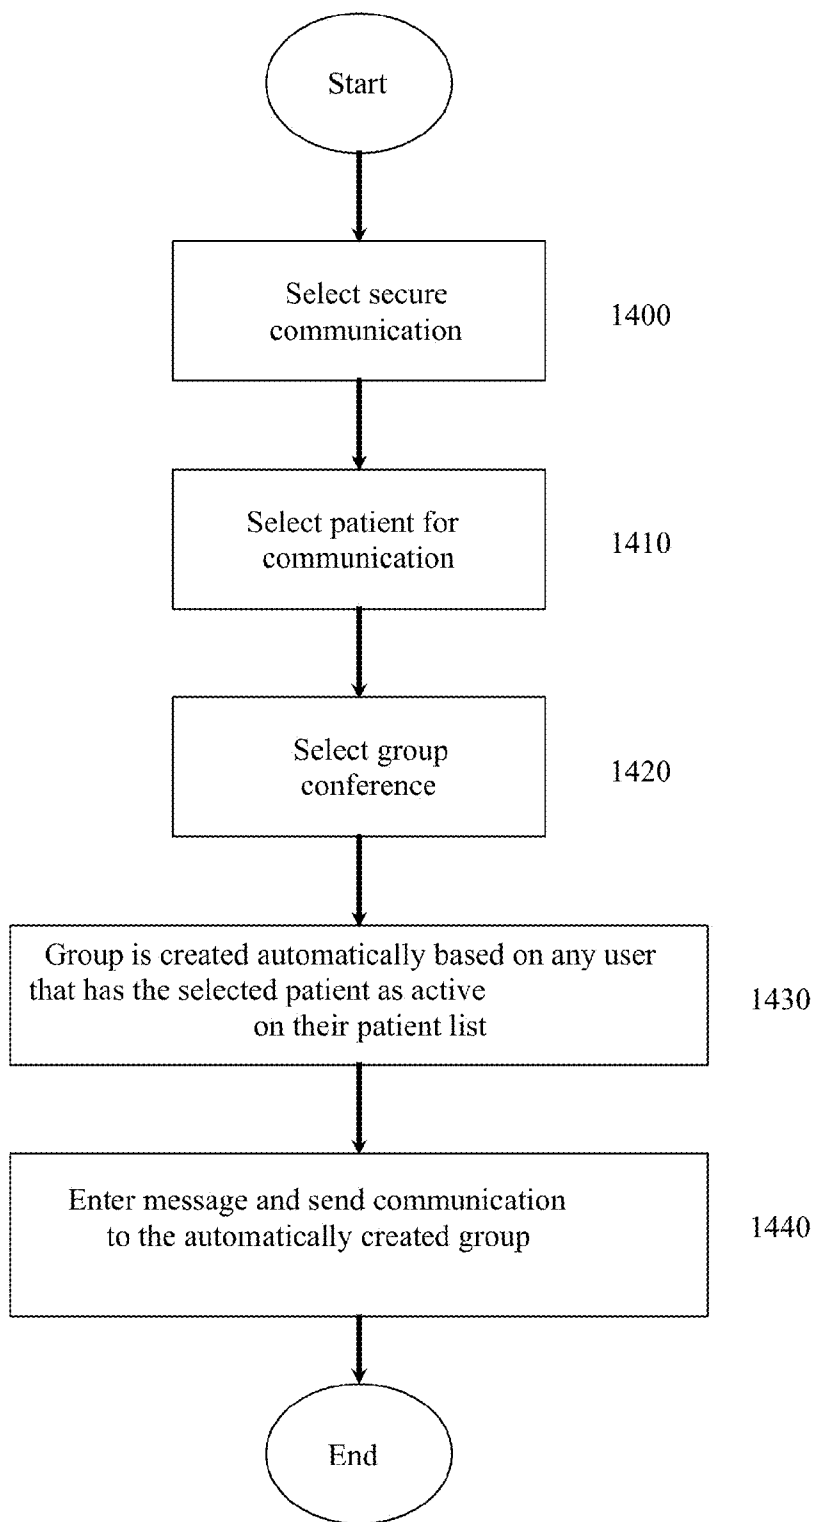 Start
Select secure
communication
1400
Select patient for
communication
1410
Select group
conference
1420
Group is created automatically based on any user
that has the selected patient as active
on their patient list
1430
Enter message and send communication
to the automatically created group
1440
End